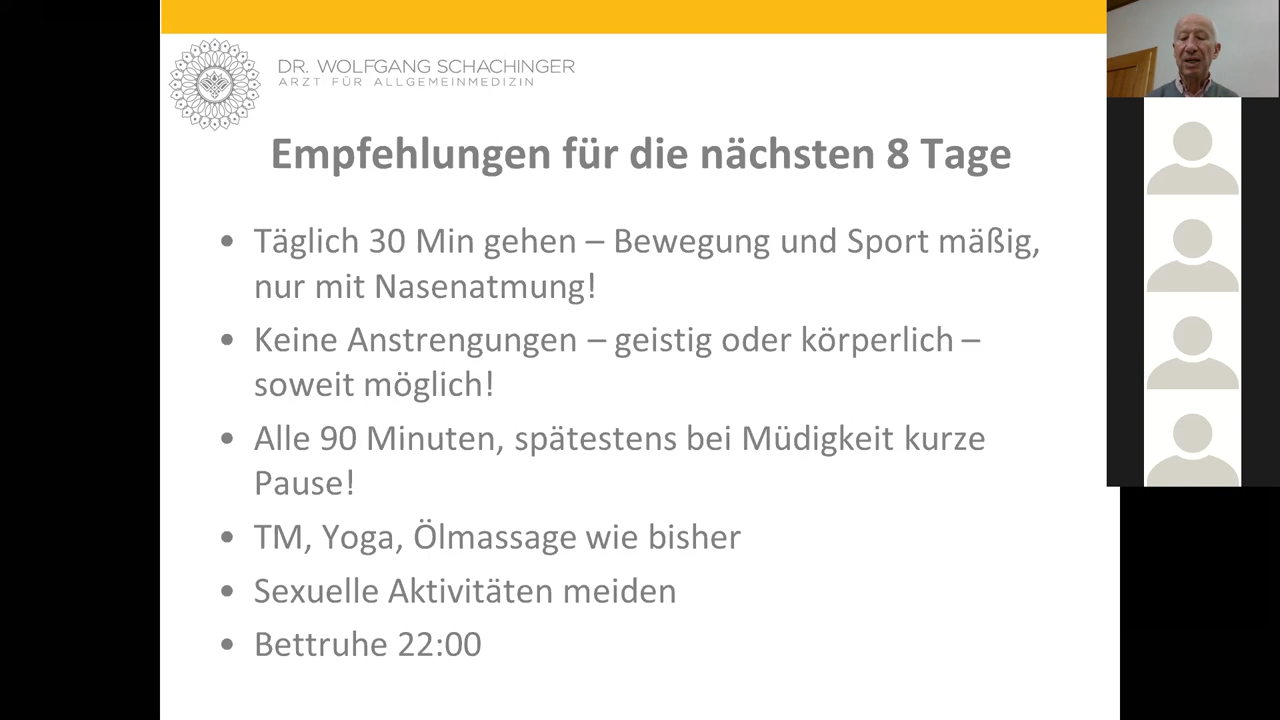 DR. WOLFGANG SCHACHINGER
ARZT FÜR ALLGEMEINMEDIZIN
Empfehlungen für die nächsten 8 Tage
• Täglich 30 Min gehen – Bewegung und Sport mäßig,
nur mit Nasenatmung!
• Keine Anstrengungen – geistig oder körperlich –
soweit möglich!
• Alle 90 Minuten, spätestens bei Müdigkeit kurze
Pause!
• TM, Yoga, Ölmassage wie bisher
• Sexuelle Aktivitäten meiden
• Bettruhe 22:00